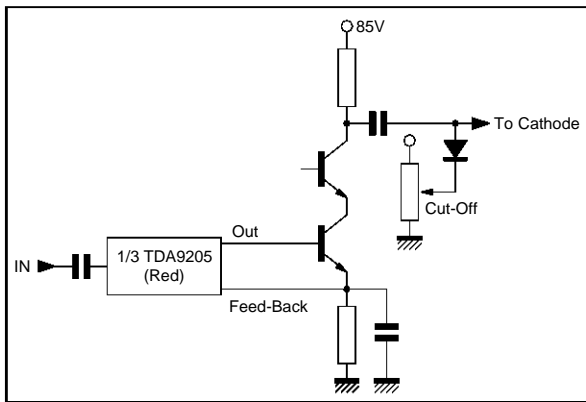 85V
To Cathode
Cut-Off
Out
IN
1/3 TDA9205
(Red)
Feed-Back